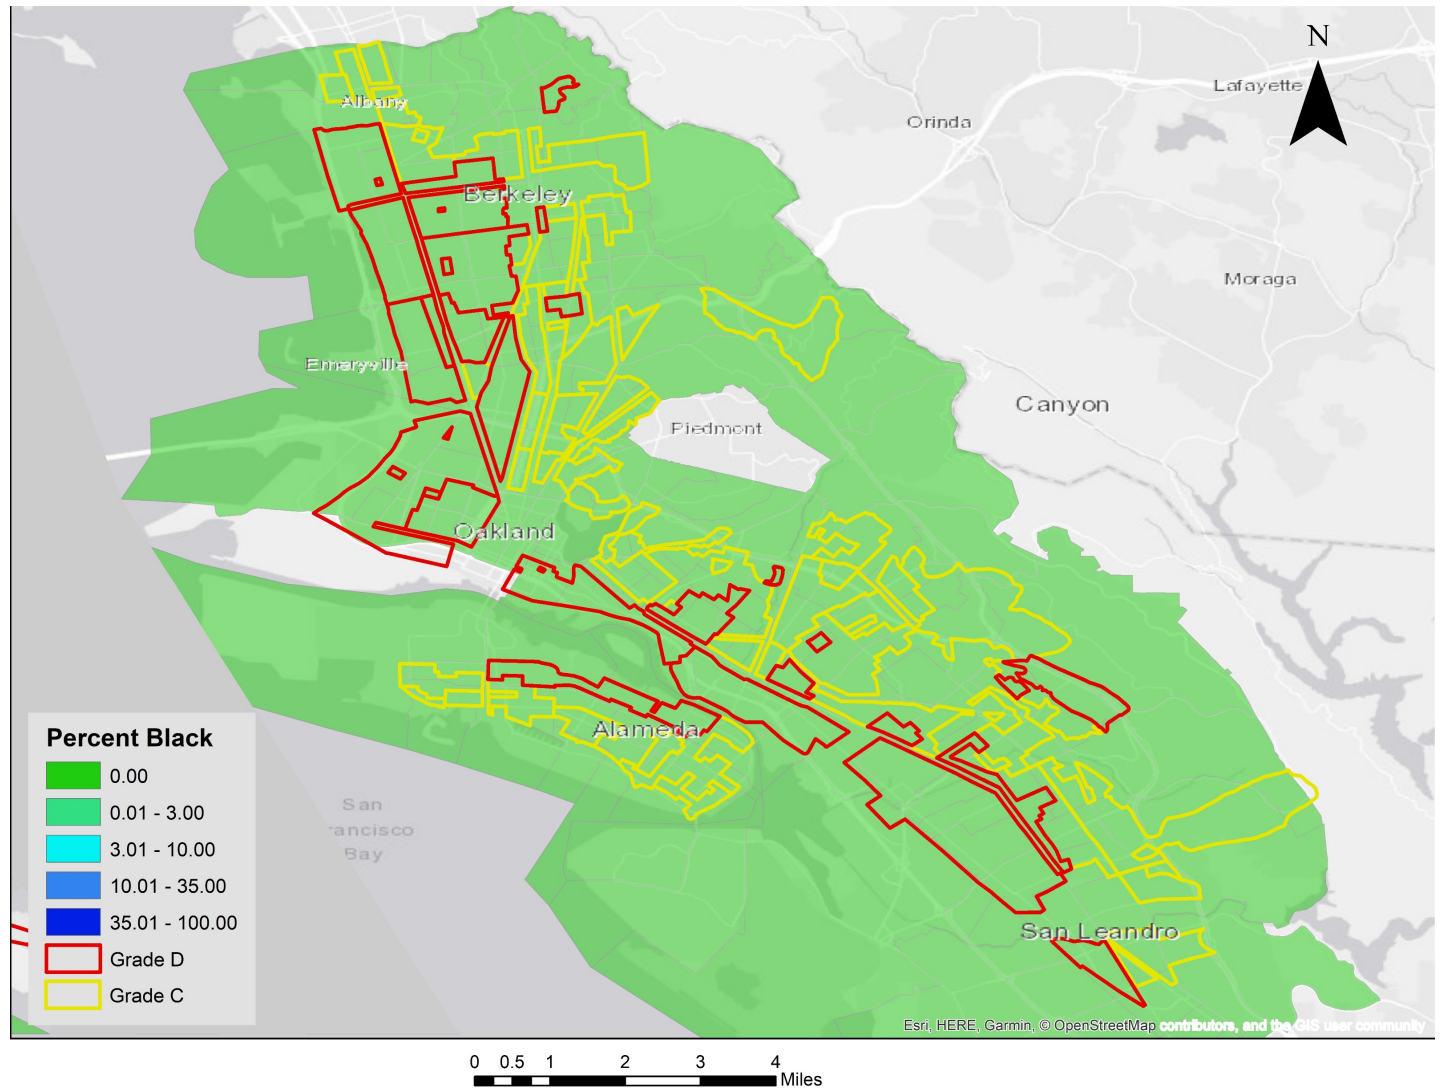 N
Lafayette
Albany
Orinda
Berkeley
Moraga
Emeryville
Canyon
Piedmont
Oakland
Alameda
San
rancisco
Bay
San Leandro
Percent Black
0.00
0.01 - 3.00
3.01 - 10.00
10.01 - 35.00
35.01 - 100.00
Grade D
Grade C
Esri, HERE, Garmin, © OpenStreetMap contributors, and the GIS user community
0 0.5 1 2 3 4
Miles